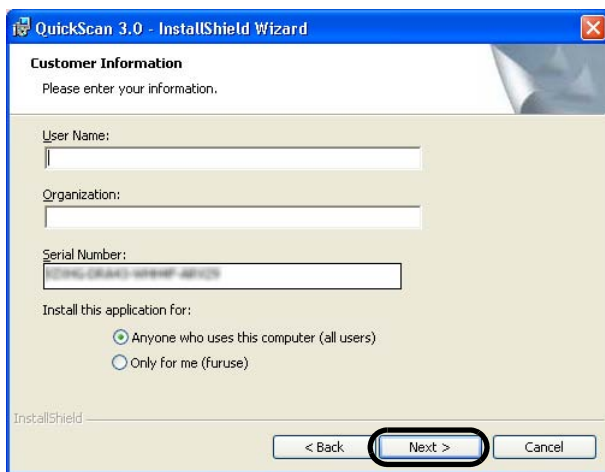 QuickScan 3.0 - InstallShield Wizard
Customer Information
Please enter your information.
User Name:
Organization:
Serial Number:
Install this application for:
Anyone who uses this computer (all users)
Only for me (furuse)
InstallShield
< Back Next > Cancel